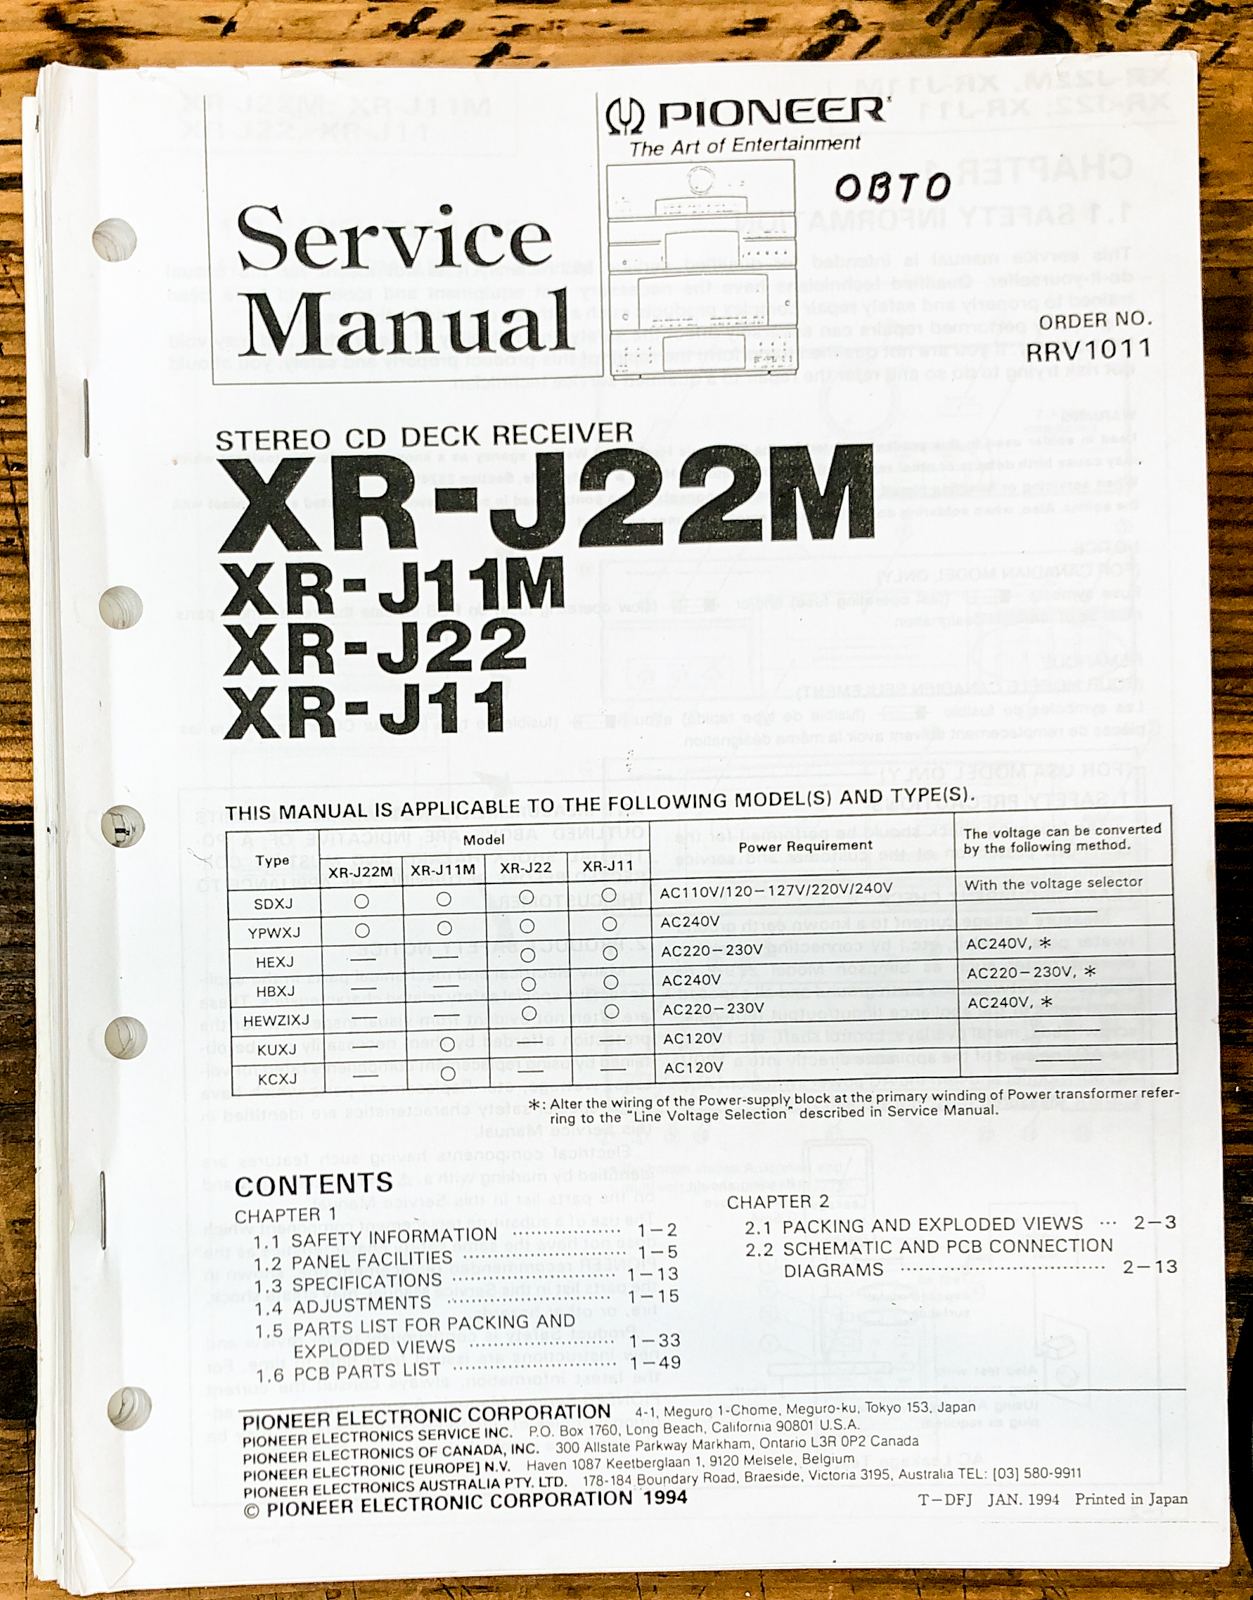 PIONEER
The Art of Entertainment
OBTO
Service
Manual
ORDER NO.
RRV1011
STEREO CD DECK RECEIVER
XR-J22M
XR-J11M
XR-J22
XR-J11
THIS MANUAL IS APPLICABLE TO THE FOLLOWING MODEL(S) AND TYPE(S).
Type | Model | Power Requirement | The voltage can be converted by the following method.
XR-J22M | XR-J11M | XR-J22 | XR-J11
SDXJ | ○ | ○ | ○ | ○ | AC110V/120－127V/220V/240V | With the voltage selector
YPWXJ | ○ | ○ | ○ | ○ | AC240V | —
HEXJ | — | — | ○ | ○ | AC220－230V | AC240V, ＊
HBXJ | — | — | ○ | ○ | AC240V | AC220－230V, ＊
HEWZIXJ | — | — | ○ | ○ | AC220－230V | AC240V, ＊
KUXJ | — | ○ | — | — | AC120V | —
KCXJ | — | ○ | — | — | AC120V | —
＊: Alter the wiring of the Power-supply block at the primary winding of Power transformer refer-
ring to the "Line Voltage Selection" described in Service Manual.
CONTENTS
CHAPTER 1
1.1 SAFETY INFORMATION ················ 1－2
1.2 PANEL FACILITIES ······················ 1－5
1.3 SPECIFICATIONS ······················ 1－13
1.4 ADJUSTMENTS ······················ 1－15
1.5 PARTS LIST FOR PACKING AND
EXPLODED VIEWS ······················ 1－33
1.6 PCB PARTS LIST ······················ 1－49
CHAPTER 2
2.1 PACKING AND EXPLODED VIEWS ··· 2－3
2.2 SCHEMATIC AND PCB CONNECTION
DIAGRAMS ······························ 2－13
PIONEER ELECTRONIC CORPORATION 4-1, Meguro 1-Chome, Meguro-ku, Tokyo 153, Japan
PIONEER ELECTRONICS SERVICE INC. P.O. Box 1760, Long Beach, California 90801 U.S.A.
PIONEER ELECTRONICS OF CANADA, INC. 300 Allstate Parkway Markham, Ontario L3R 0P2 Canada
PIONEER ELECTRONIC [EUROPE] N.V. Haven 1087 Keetberglaan 1, 9120 Melsele, Belgium
PIONEER ELECTRONICS AUSTRALIA PTY. LTD. 178-184 Boundary Road, Braeside, Victoria 3195, Australia TEL: [03] 580-9911
© PIONEER ELECTRONIC CORPORATION 1994
T－DFJ JAN. 1994 Printed in Japan